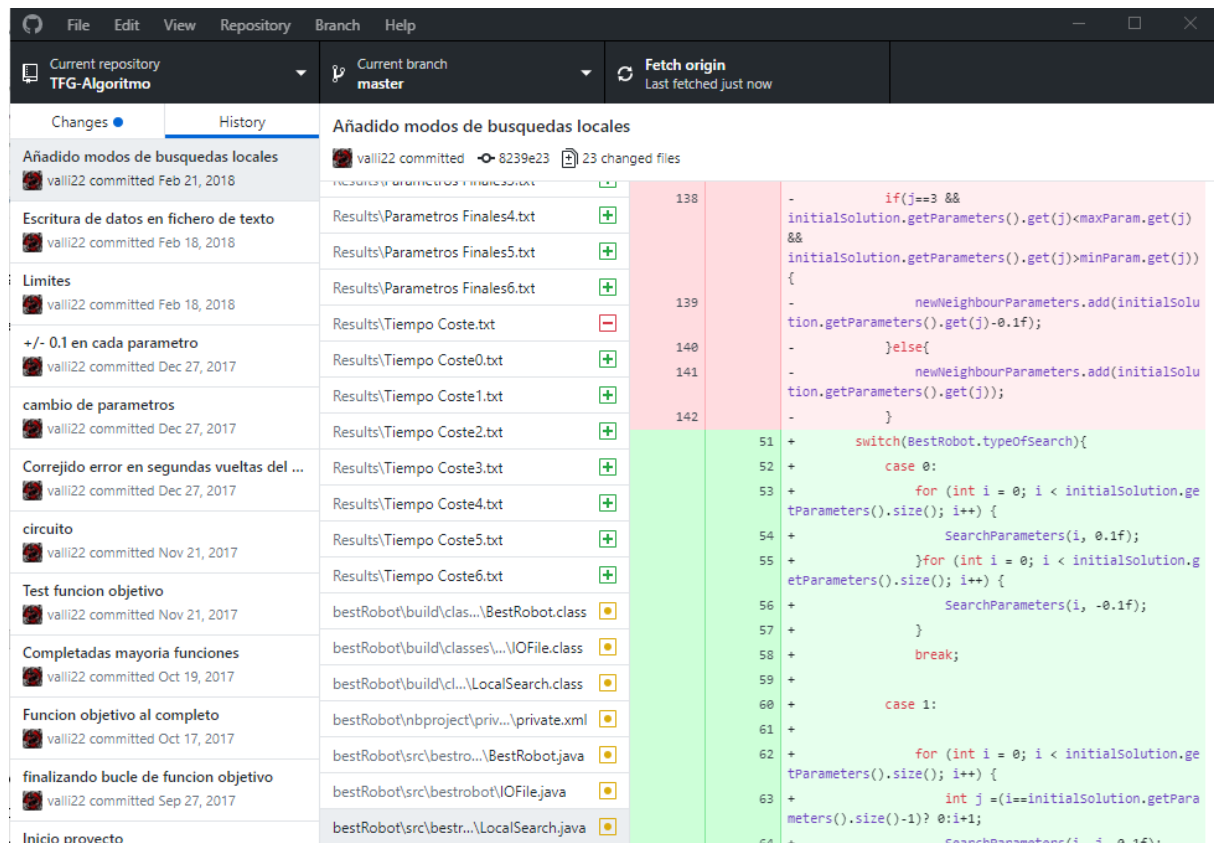 File Edit View Repository Branch Help
Current repository
TFG-Algoritmo
Current branch
master
Fetch origin
Last fetched just now
Changes
History
Añadido modos de busquedas locales
valli22 committed Feb 21, 2018
Escritura de datos en fichero de texto
valli22 committed Feb 18, 2018
Limites
valli22 committed Feb 18, 2018
+/- 0.1 en cada parametro
valli22 committed Dec 27, 2017
cambio de parametros
valli22 committed Dec 27, 2017
Correjido error en segundas vueltas del ...
valli22 committed Dec 27, 2017
circuito
valli22 committed Nov 21, 2017
Test funcion objetivo
valli22 committed Nov 21, 2017
Completadas mayoria funciones
valli22 committed Oct 19, 2017
Funcion objetivo al completo
valli22 committed Oct 17, 2017
finalizando bucle de funcion objetivo
valli22 committed Sep 27, 2017
Inicio proyecto
Añadido modos de busquedas locales
valli22 committed 8239e23 23 changed files
Results\Parametros Finales3.txt
Results\Parametros Finales4.txt
Results\Parametros Finales5.txt
Results\Parametros Finales6.txt
Results\Tiempo Coste.txt
Results\Tiempo Coste0.txt
Results\Tiempo Coste1.txt
Results\Tiempo Coste2.txt
Results\Tiempo Coste3.txt
Results\Tiempo Coste4.txt
Results\Tiempo Coste5.txt
Results\Tiempo Coste6.txt
bestRobot\build\clas...\BestRobot.class
bestRobot\build\classes\...\IOFile.class
bestRobot\build\cl...\LocalSearch.class
bestRobot\nbproject\priv...\private.xml
bestRobot\src\bestro...\BestRobot.java
bestRobot\src\bestrobot\IOFile.java
bestRobot\src\bestr...\LocalSearch.java
138 - if(j==3 &&
initialSolution.getParameters().get(j)<maxParam.get(j)
&&
initialSolution.getParameters().get(j)>minParam.get(j))
{
139 - newNeighbourParameters.add(initialSolu
tion.getParameters().get(j)-0.1f);
140 - }else{
141 - newNeighbourParameters.add(initialSolu
tion.getParameters().get(j));
142 - }
51 + switch(BestRobot.typeOfSearch){
52 + case 0:
53 + for (int i = 0; i < initialSolution.ge
tParameters().size(); i++) {
54 + SearchParameters(i, 0.1f);
55 + }for (int i = 0; i < initialSolution.g
etParameters().size(); i++) {
56 + SearchParameters(i, -0.1f);
57 + }
58 + break;
59 +
60 + case 1:
61 +
62 + for (int i = 0; i < initialSolution.ge
tParameters().size(); i++) {
63 + int j =(i==initialSolution.getPara
meters().size()-1)? 0:i+1;
64 + SearchParameters(i, j, 0.1f);